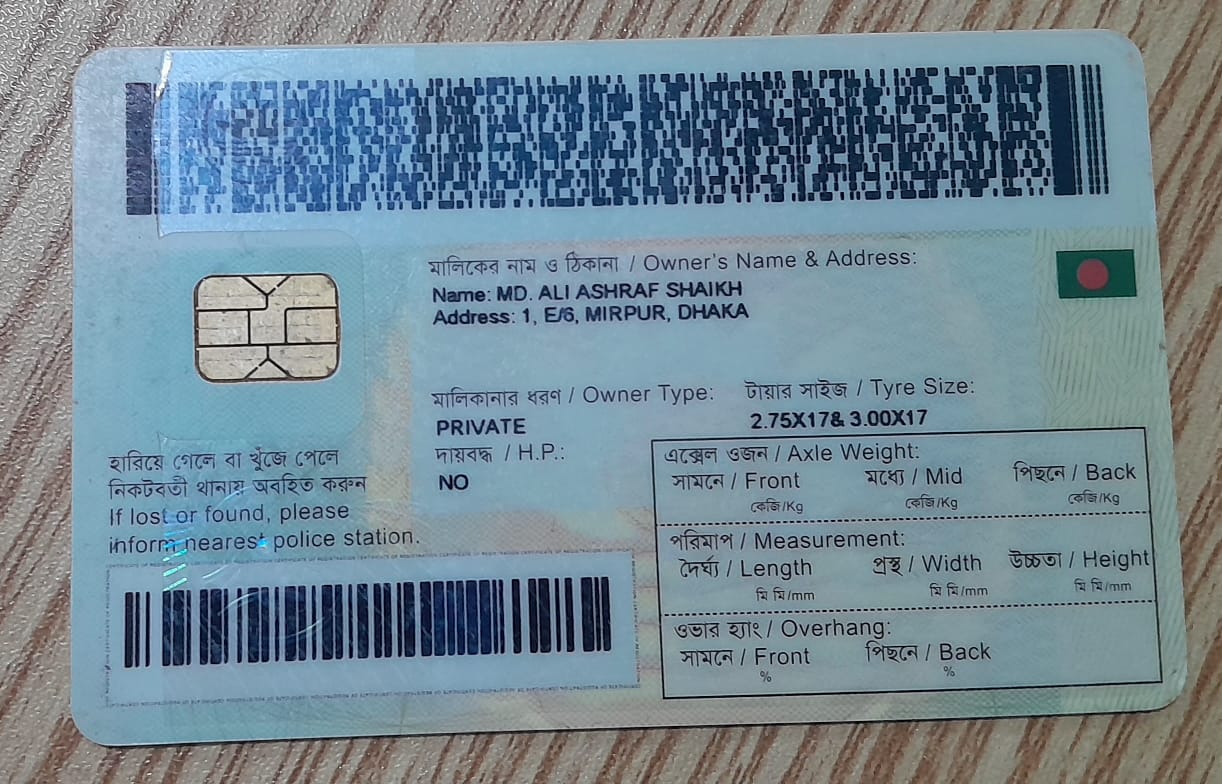 মালিকের নাম ও ঠিকানা / Owner's Name & Address:
Name: MD. ALI ASHRAF SHAIKH
Address: 1, E/6, MIRPUR, DHAKA
মালিকানার ধরণ / Owner Type:
PRIVATE
টায়ার সাইজ / Tyre Size:
2.75X17& 3.00X17
দায়বদ্ধ / H.P.:
NO
হারিয়ে গেলে বা খুঁজে পেলে
নিকটবর্তী থানায় অবহিত করুন
If lost or found, please
inform nearest police station.
এক্সেল ওজন / Axle Weight:
সামনে / Front মধ্যে / Mid পিছনে / Back
কেজি/Kg কেজি/Kg কেজি/Kg
পরিমাপ / Measurement:
দৈর্ঘ্য / Length প্রস্থ / Width উচ্চতা / Height
মি মি/mm মি মি/mm মি মি/mm
ওভার হ্যাং / Overhang:
সামনে / Front পিছনে / Back
% %